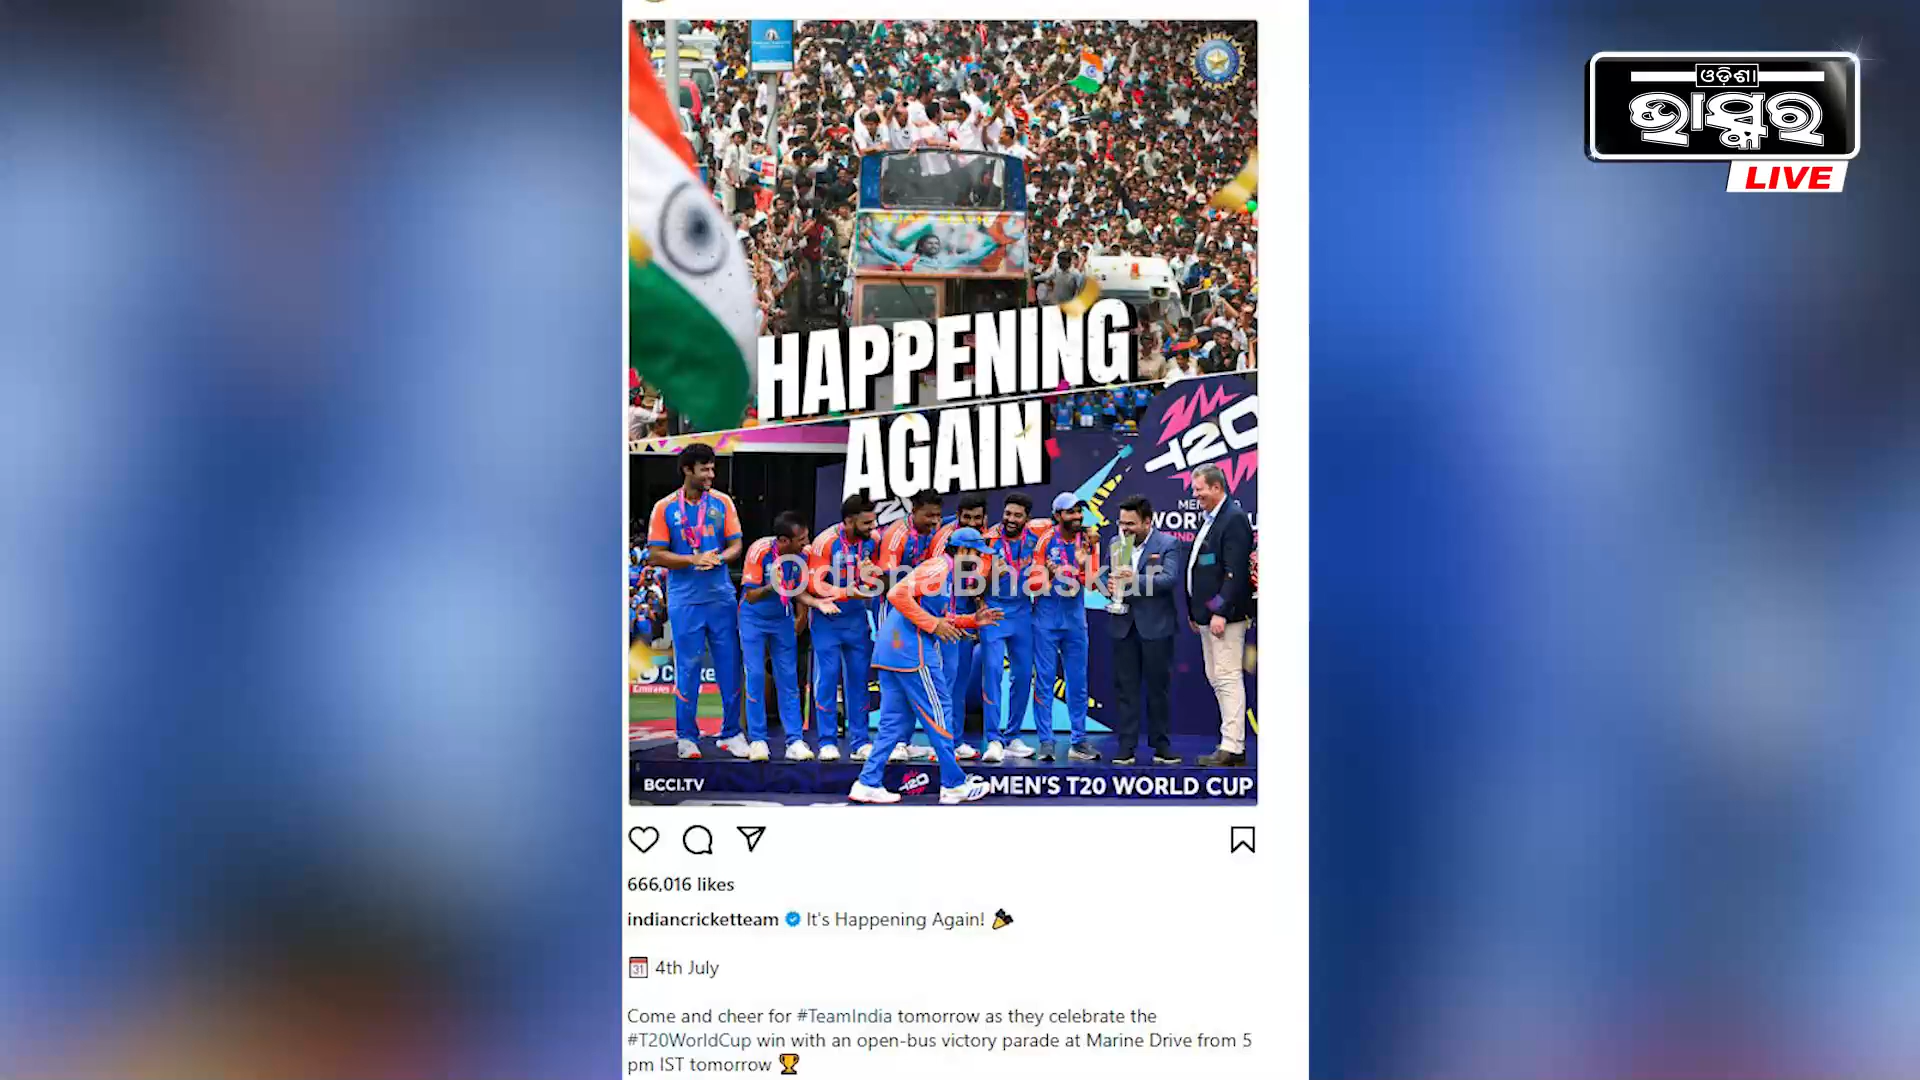 ଓଡ଼ିଶା
ଭାସ୍କର
LIVE
HAPPENING
AGAIN
T20
OdishaBhaskar
BCCI.TV
MEN'S T20 WORLD CUP
666,016 likes
indiancricketteam It's Happening Again! 🎉
4th July
Come and cheer for #TeamIndia tomorrow as they celebrate the
#T20WorldCup win with an open-bus victory parade at Marine Drive from 5
pm IST tomorrow 🏆